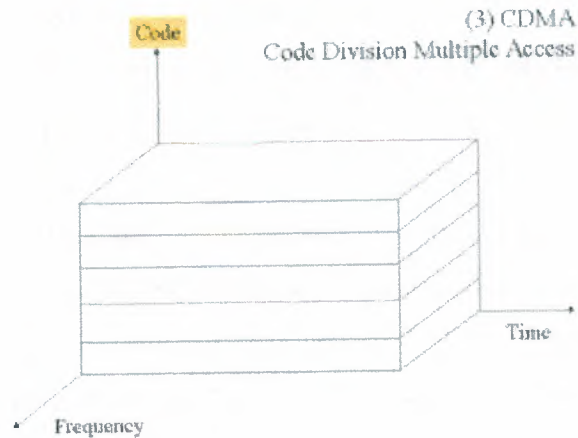 (3) CDMA
Code Division Multiple Access
Code
Time
Frequency